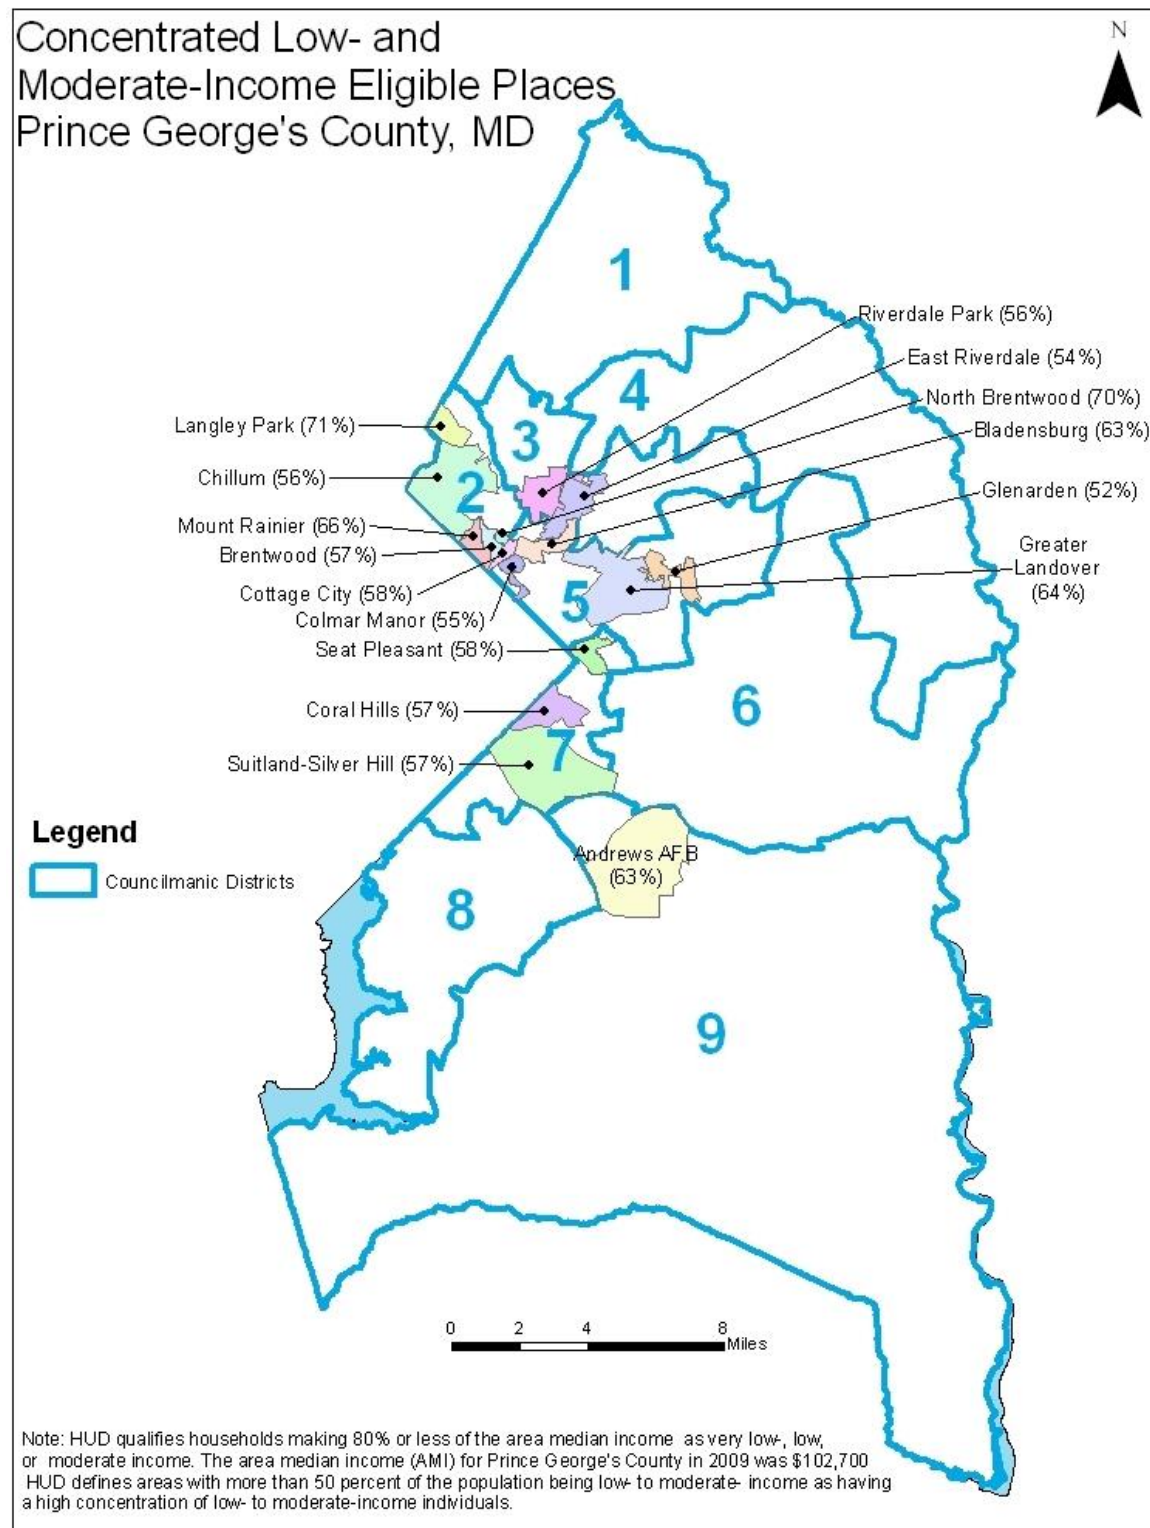 Concentrated Low- and
Moderate-Income Eligible Places
Prince George's County, MD
N
1
Riverdale Park (56%)
East Riverdale (54%)
4
North Brentwood (70%)
Langley Park (71%)
3
Bladensburg (63%)
Chillum (56%)
2
Glenarden (52%)
Mount Rainier (66%)
Brentwood (57%)
Greater
Landover
(64%)
Cottage City (58%)
5
Colmar Manor (55%)
Seat Pleasant (58%)
Coral Hills (57%)
6
7
Suitland-Silver Hill (57%)
Legend
Councilmanic Districts
Andrews AFB
(63%)
8
9
0 2 4 8
Miles
Note: HUD qualifies households making 80% or less of the area median income as very low-, low,
or moderate income. The area median income (AMI) for Prince George's County in 2009 was $102,700
HUD defines areas with more than 50 percent of the population being low- to moderate- income as having
a high concentration of low- to moderate-income individuals.